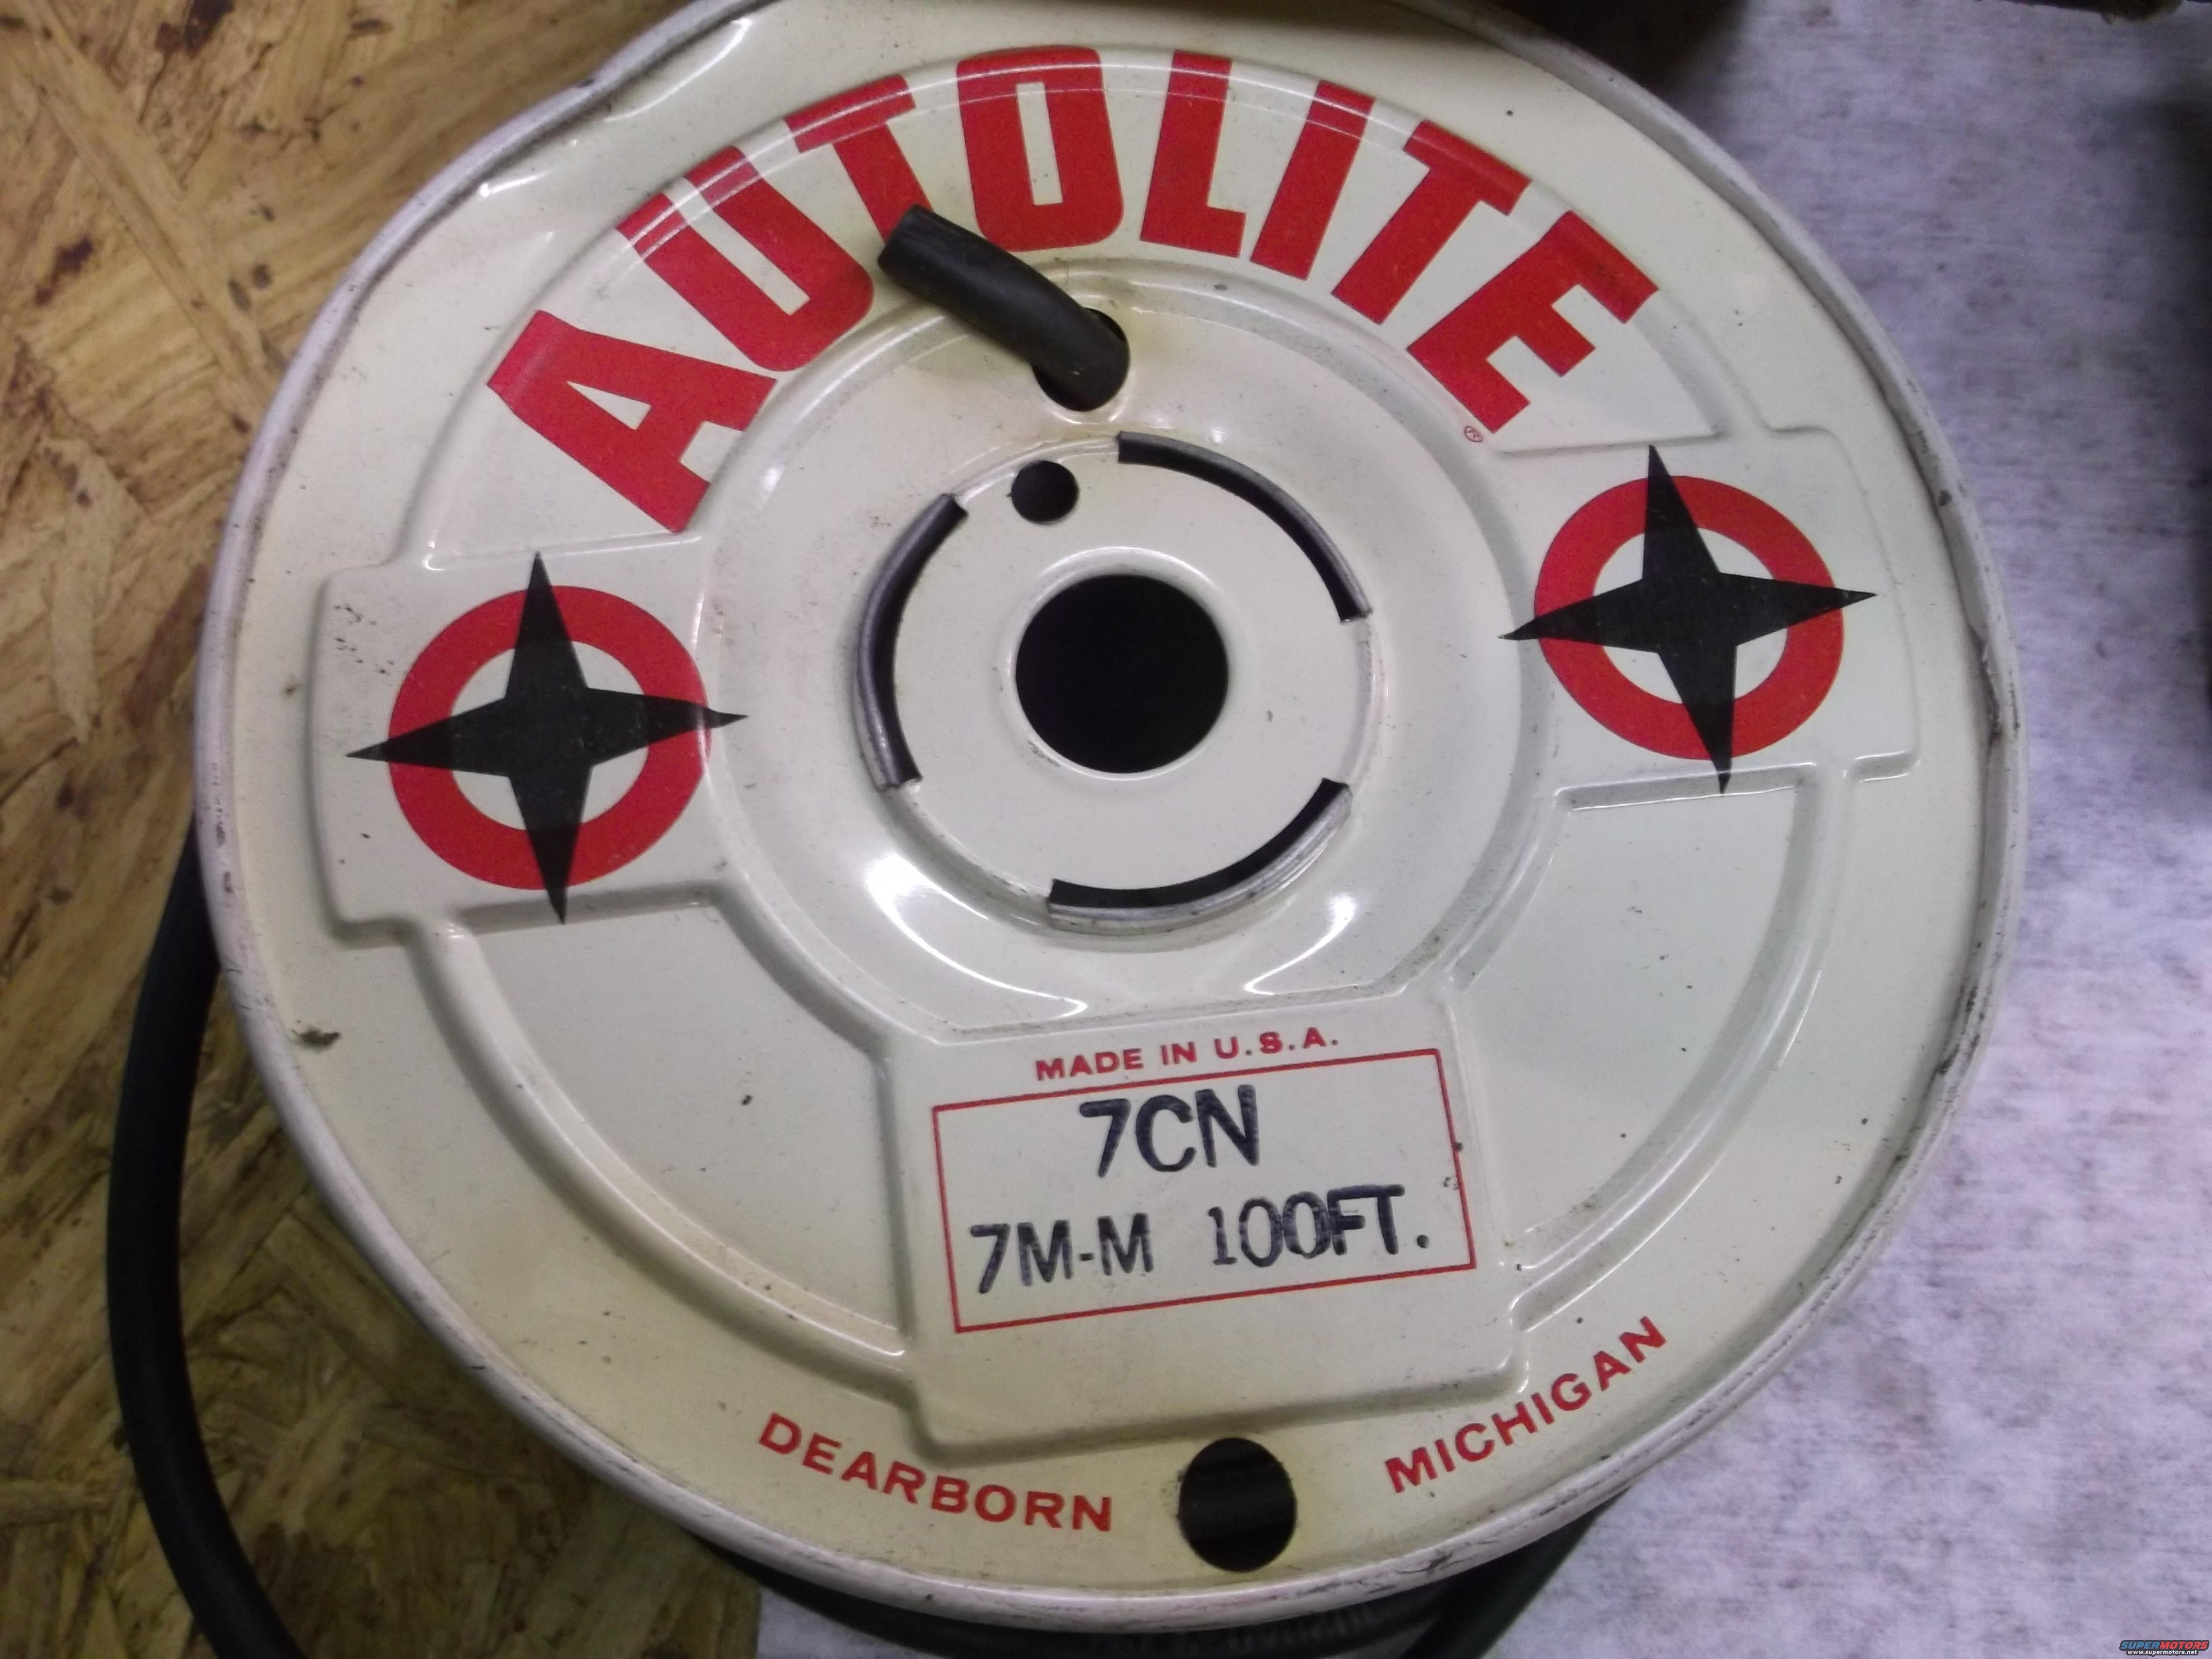 AUTOLITE®
MADE IN U.S.A.
7CN
7M-M 100FT.
DEARBORN MICHIGAN
SUPERMOTORS
www.supermotors.net